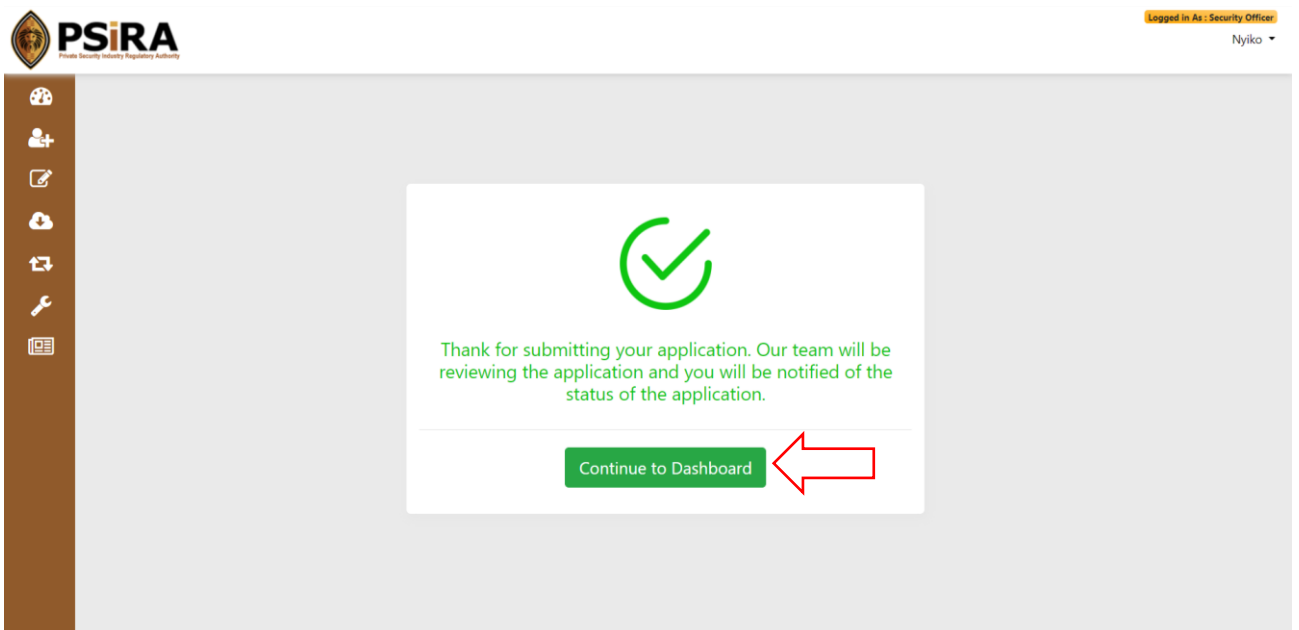 PSiRA
Private Security Industry Regulatory Authority
Logged in As : Security Officer
Nyiko
Thank for submitting your application. Our team will be
reviewing the application and you will be notified of the
status of the application.
Continue to Dashboard